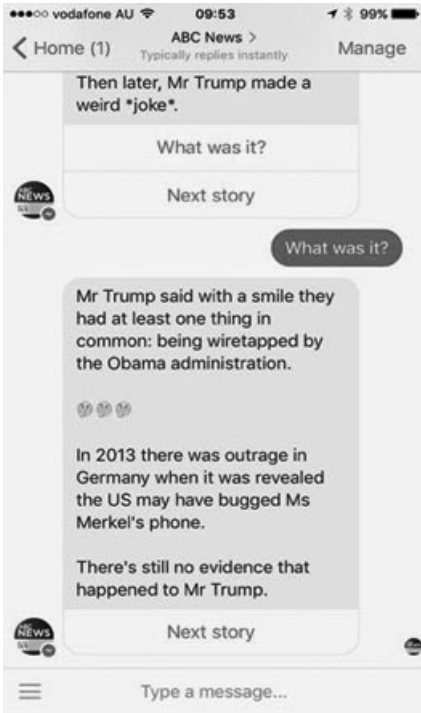 vodafone AU 09:53 99%
Home (1) ABC News > Manage
Typically replies instantly
Then later, Mr Trump made a
weird *joke*.
What was it?
NEWS
Next story
What was it?
Mr Trump said with a smile they
had at least one thing in
common: being wiretapped by
the Obama administration.
In 2013 there was outrage in
Germany when it was revealed
the US may have bugged Ms
Merkel's phone.
There's still no evidence that
happened to Mr Trump.
NEWS
Next story
Type a message...